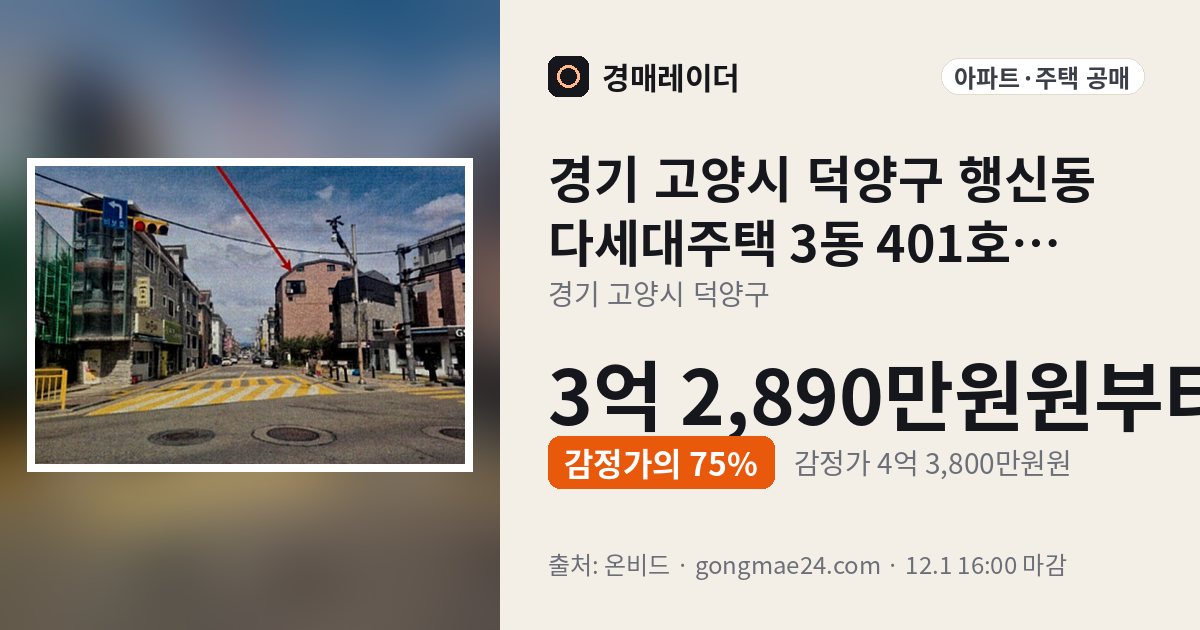 경매레이더
아파트·주택 공매
경기 고양시 덕양구 행신동
다세대주택 3동 401호…
경기 고양시 덕양구
3억 2,890만원원부터
감정가의 75%
감정가 4억 3,800만원원
출처: 온비드 · gongmae24.com · 12.1 16:00 마감
비보호